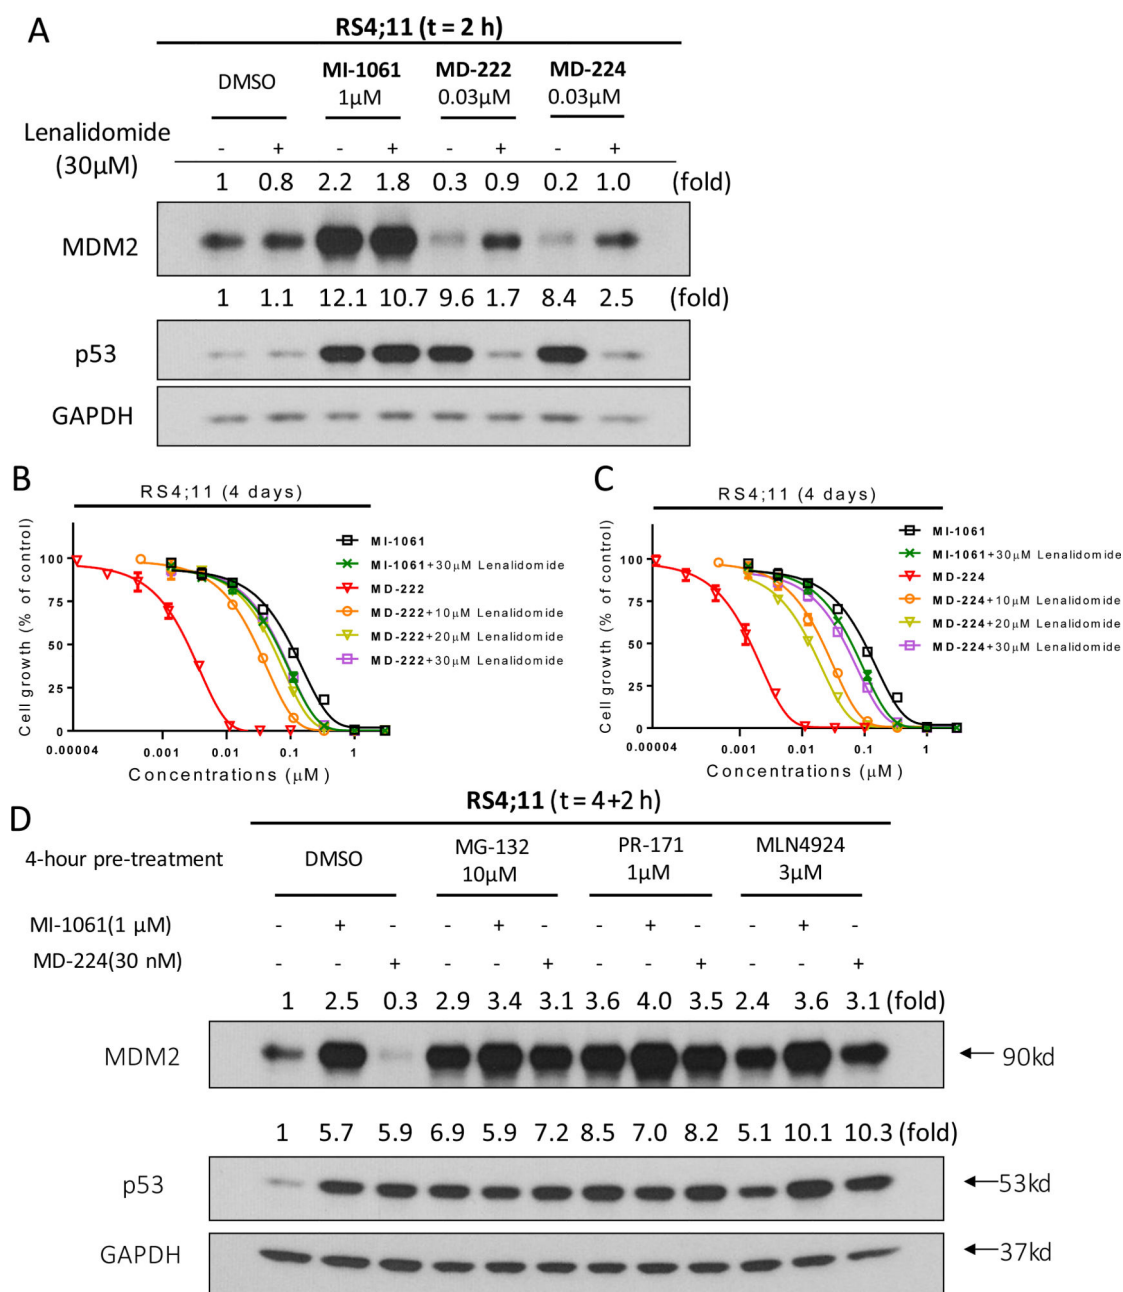 A
RS4;11 (t = 2 h)
DMSO
MI-1061
1μM
MD-222
0.03μM
MD-224
0.03μM
Lenalidomide
(30μM)
- + - + - + - +
1 0.8 2.2 1.8 0.3 0.9 0.2 1.0 (fold)
MDM2
1 1.1 12.1 10.7 9.6 1.7 8.4 2.5 (fold)
p53
GAPDH
B
RS4;11 (4 days)
Cell growth (% of control)
100
75
50
25
0
0.00004 0.001 0.01 0.1 1
Concentrations (μM)
MI-1061
MI-1061+30μM Lenalidomide
MD-222
MD-222+10μM Lenalidomide
MD-222+20μM Lenalidomide
MD-222+30μM Lenalidomide
C
RS4;11 (4 days)
Cell growth (% of control)
100
75
50
25
0
0.00004 0.001 0.01 0.1 1
Concentrations (μM)
MI-1061
MI-1061+30μM Lenalidomide
MD-224
MD-224+10μM Lenalidomide
MD-224+20μM Lenalidomide
MD-224+30μM Lenalidomide
D
RS4;11 (t = 4+2 h)
4-hour pre-treatment
DMSO
MG-132
10μM
PR-171
1μM
MLN4924
3μM
MI-1061(1 μM) - + - - + - - + - - + -
MD-224(30 nM) - - + - - + - - + - - +
1 2.5 0.3 2.9 3.4 3.1 3.6 4.0 3.5 2.4 3.6 3.1 (fold)
MDM2
90kd
1 5.7 5.9 6.9 5.9 7.2 8.5 7.0 8.2 5.1 10.1 10.3 (fold)
p53
53kd
GAPDH
37kd